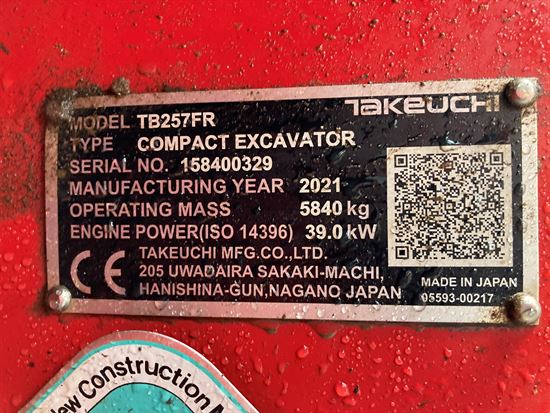 TAKEUCHI
MODEL TB257FR
TYPE COMPACT EXCAVATOR
SERIAL NO. 158400329
MANUFACTURING YEAR 2021
OPERATING MASS 5840 kg
ENGINE POWER(ISO 14396) 39.0 kW
CE TAKEUCHI MFG.CO.,LTD.
205 UWADAIRA SAKAKI-MACHI,
HANISHINA-GUN,NAGANO JAPAN
MADE IN JAPAN
05593-00217
New Construction